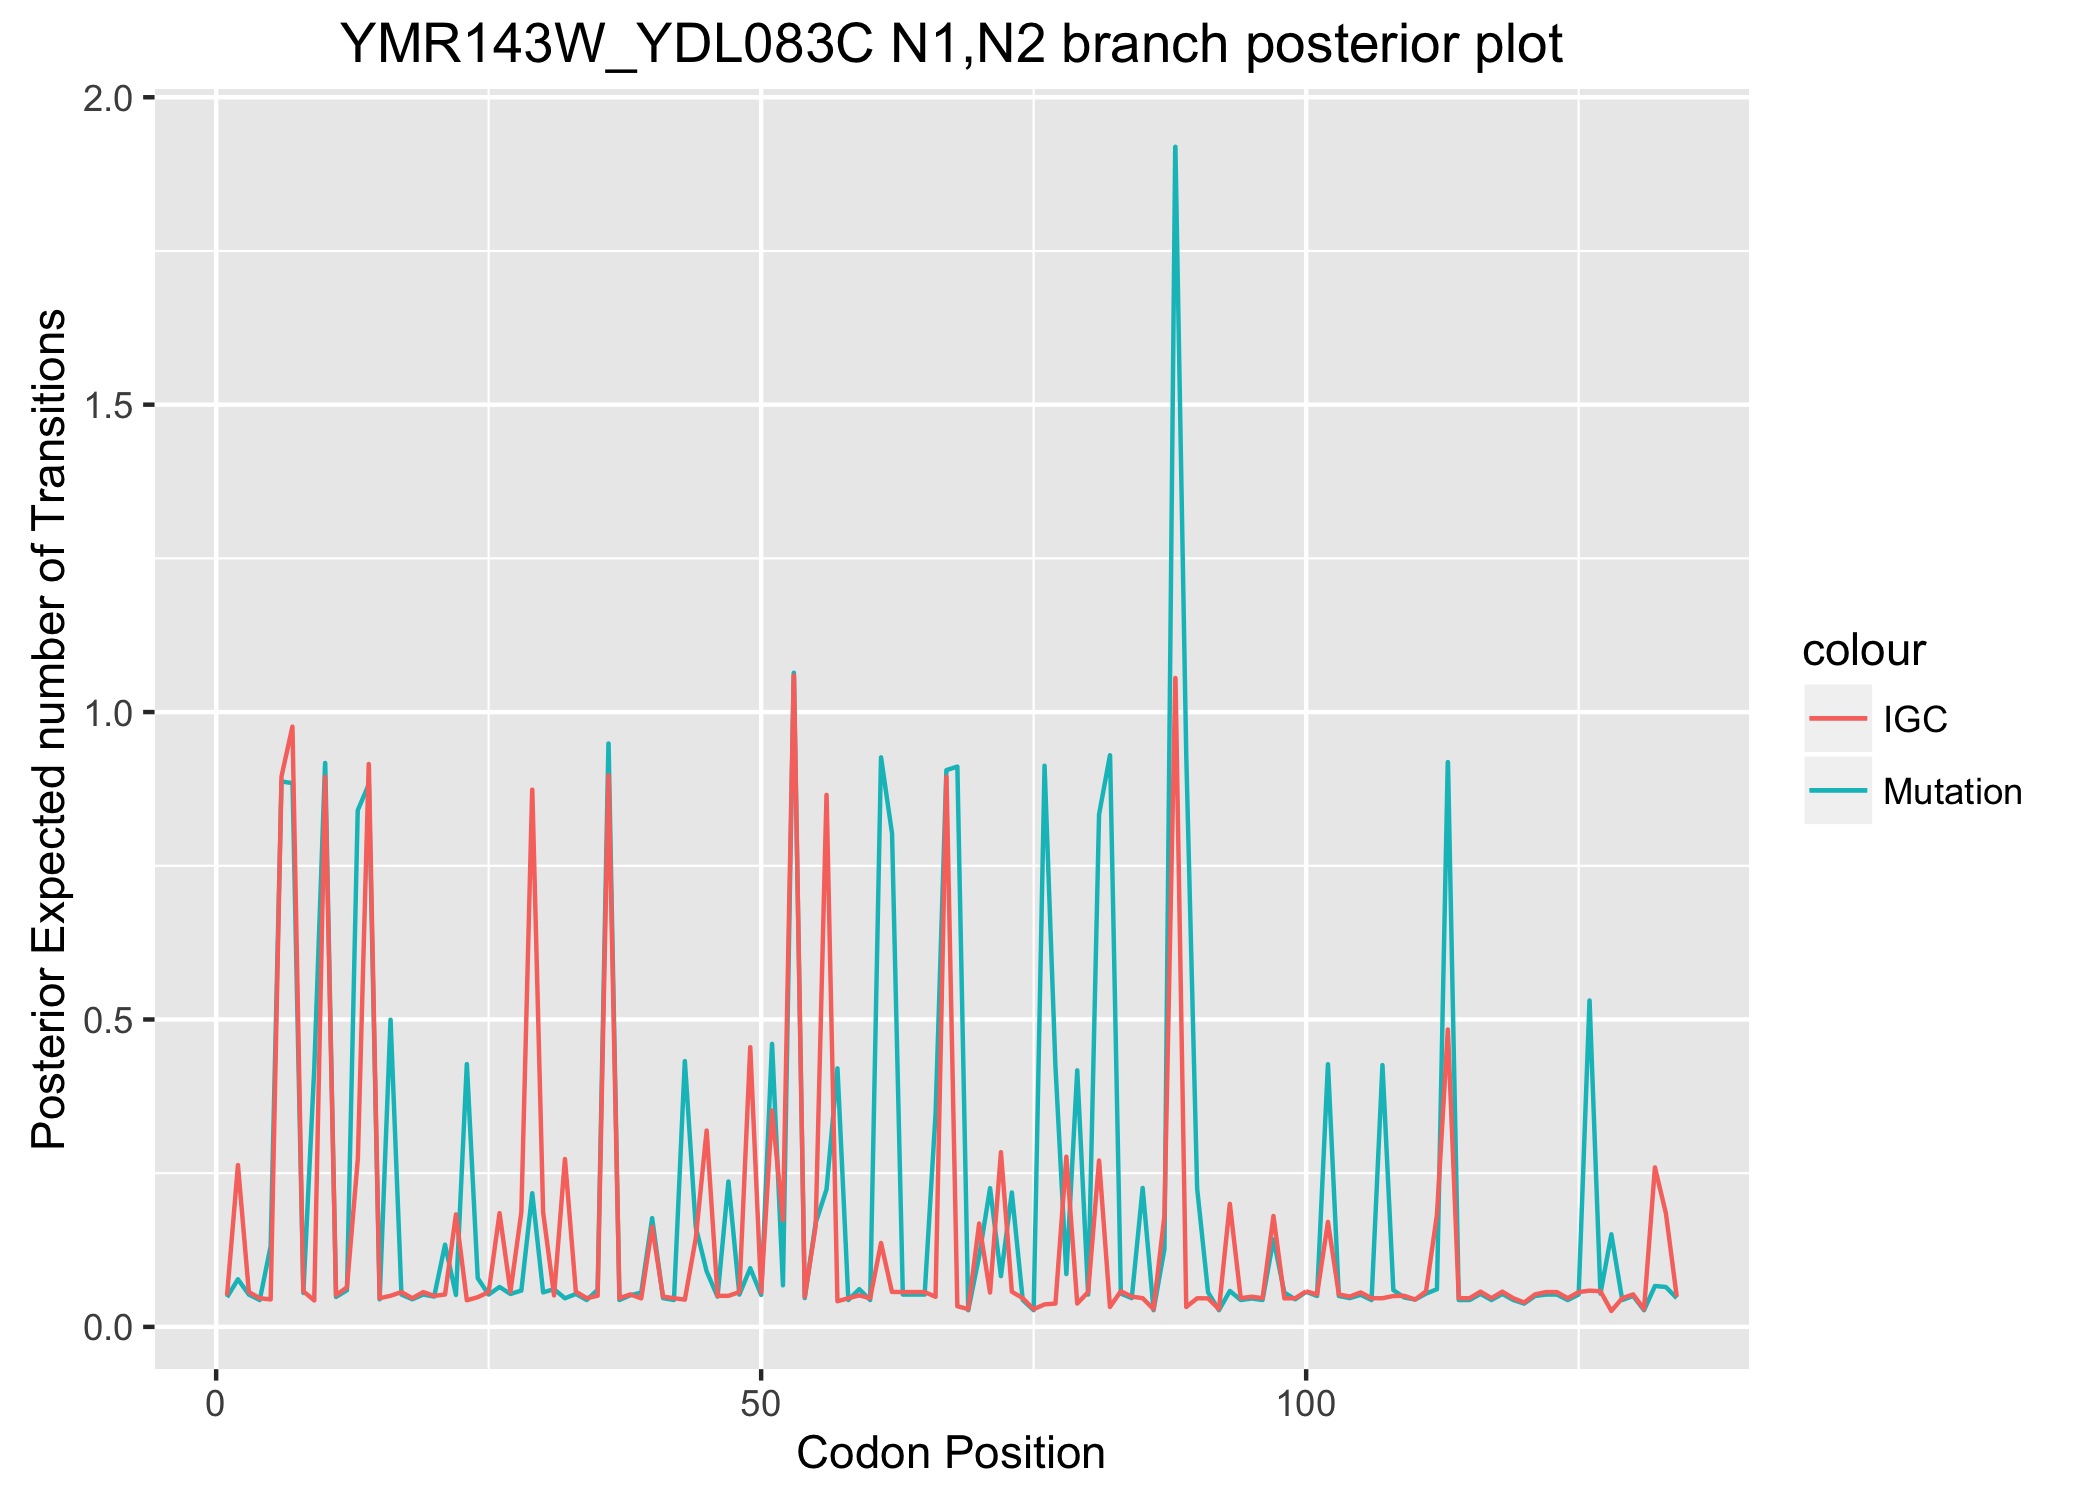 YMR143W_YDL083C N1,N2 branch posterior plot
Posterior Expected number of Transitions
2.0
1.5
1.0
0.5
0.0
0
50
100
Codon Position
colour
IGC
Mutation